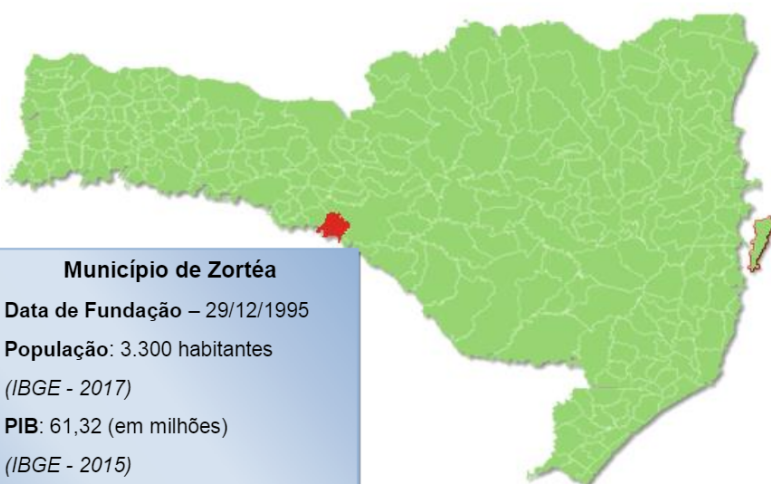 Município de Zortéa
Data de Fundação – 29/12/1995
População: 3.300 habitantes
(IBGE - 2017)
PIB: 61,32 (em milhões)
(IBGE - 2015)